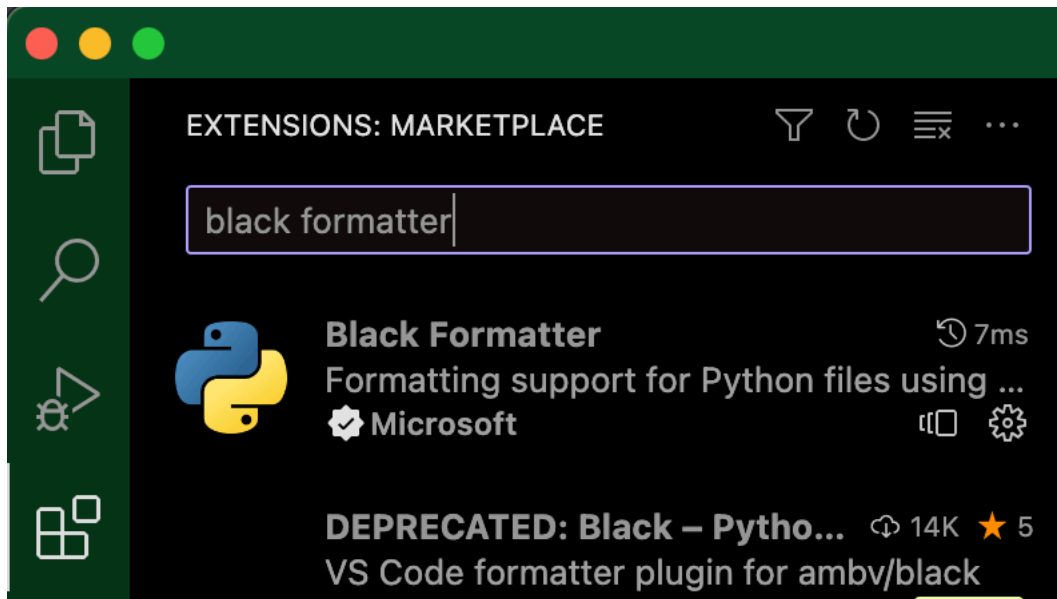 EXTENSIONS: MARKETPLACE
black formatter
Black Formatter 7ms
Formatting support for Python files using ...
Microsoft
DEPRECATED: Black – Pytho... 14K 5
VS Code formatter plugin for ambv/black